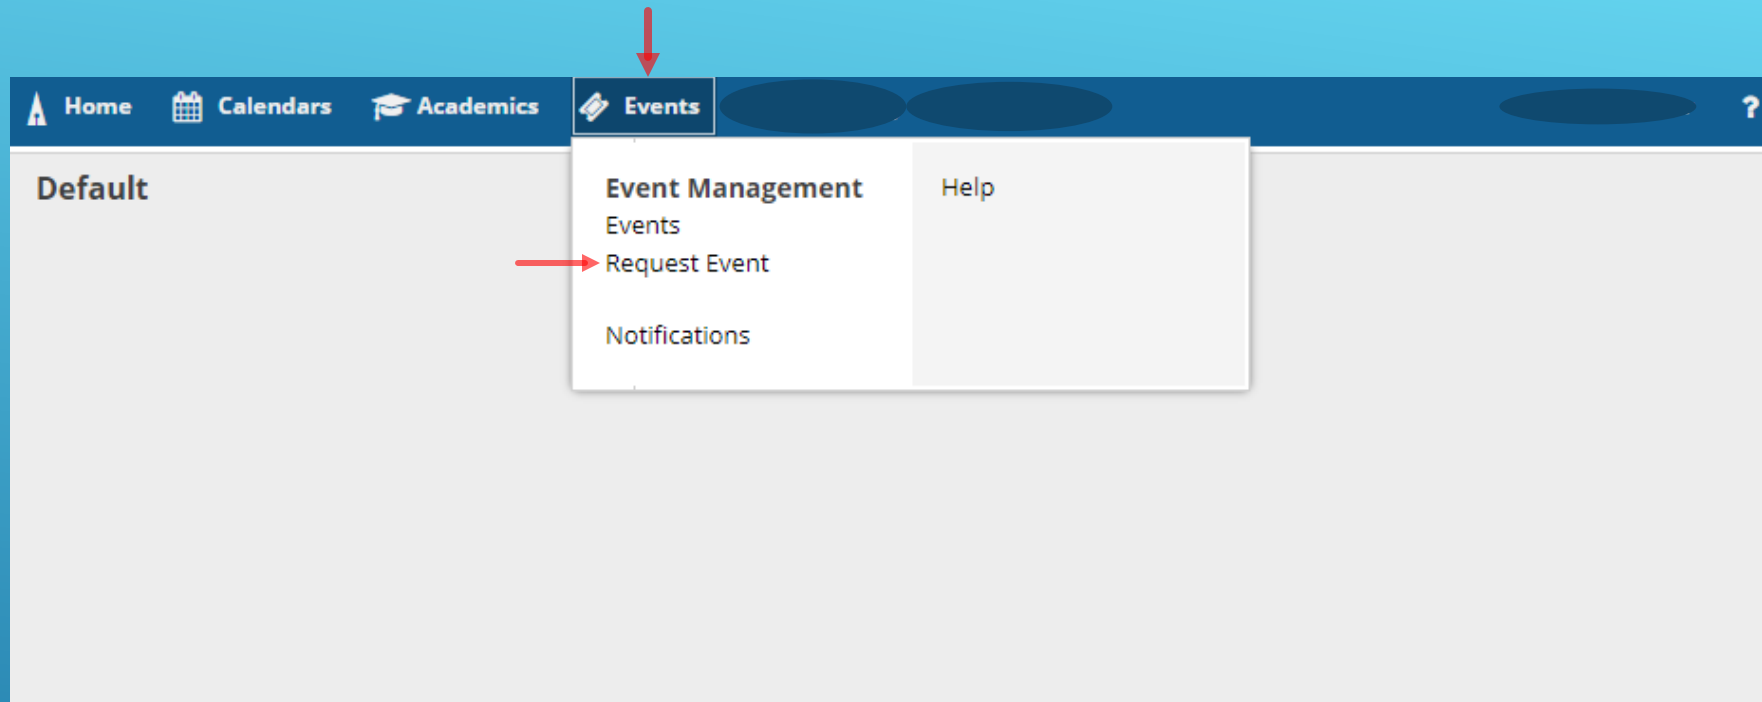 Home Calendars Academics Events ?
Default
Event Management
Help
Events
Request Event
Notifications